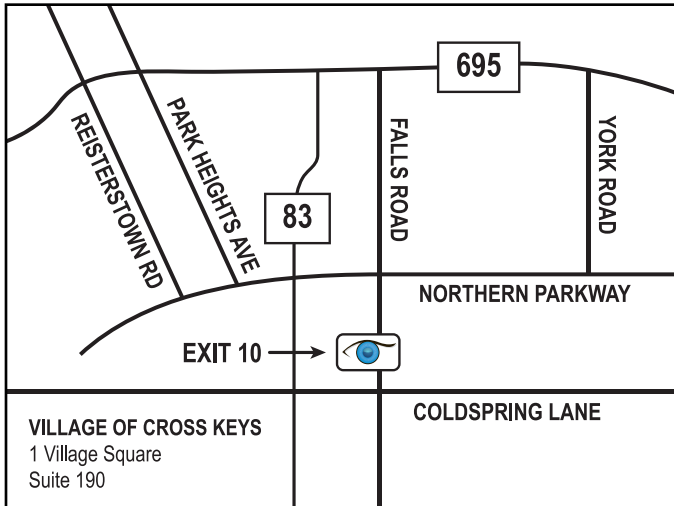 695
REISTERSTOWN RD
PARK HEIGHTS AVE
83
FALLS ROAD
YORK ROAD
NORTHERN PARKWAY
EXIT 10
COLDSPRING LANE
VILLAGE OF CROSS KEYS
1 Village Square
Suite 190